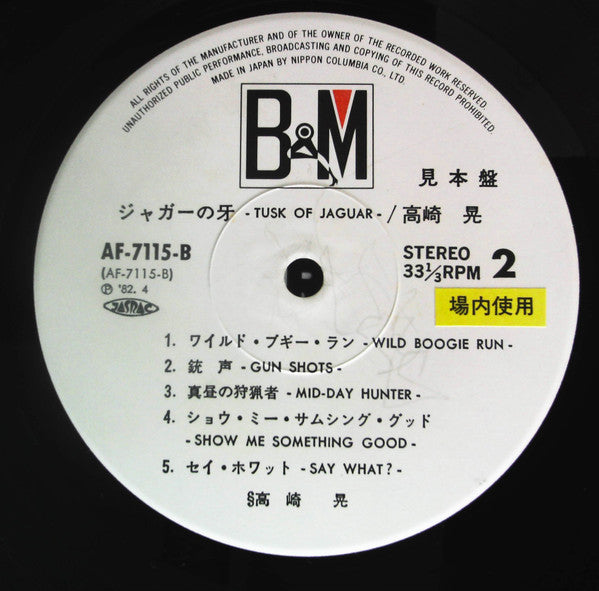 ALL RIGHTS OF THE MANUFACTURER AND OF THE OWNER OF THE RECORDED WORK RESERVED.
UNAUTHORIZED PUBLIC PERFORMANCE, BROADCASTING AND COPYING OF THIS RECORD PROHIBITED.
MADE IN JAPAN BY NIPPON COLUMBIA CO., LTD.
B&M
見本盤
ジャガーの牙 - TUSK OF JAGUAR - / 高崎 晃
AF-7115-B
(AF-7115-B)
Ⓟ '82. 4
JASRAC
STEREO
33⅓RPM 2
場内使用
1. ワイルド・ブギー・ラン - WILD BOOGIE RUN -
2. 銃 声 - GUN SHOTS -
3. 真昼の狩猟者 - MID-DAY HUNTER -
4. ショウ・ミー・サムシング・グッド
- SHOW ME SOMETHING GOOD -
5. セイ・ホワット - SAY WHAT? -
§高 崎 晃